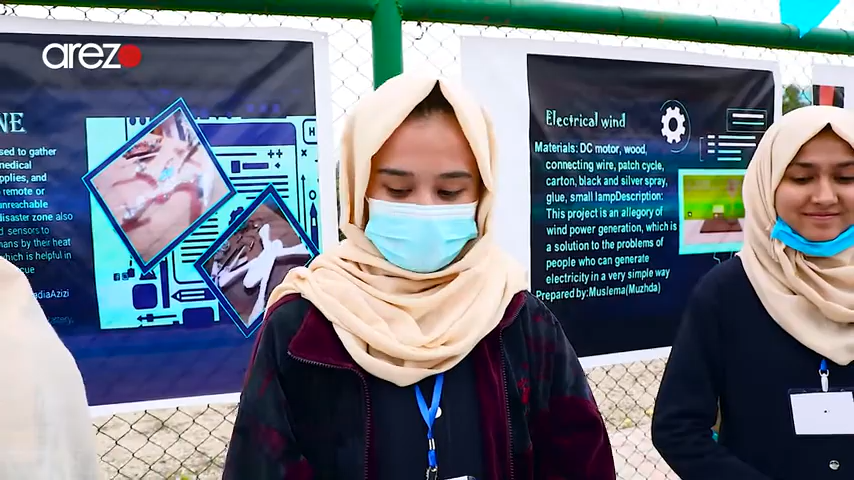 arez
NE
sed to gather
medical
pplies, and
remote or
unreachable
disaster zone also
d sensors to
mans by their heat
h is helpful in
cue
adiaAzizi
Electrical wind
Materials: DC motor, wood,
connecting wire, patch cycle,
carton, black and silver spray,
glue, small lampDescription:
This project is an allegory of
wind power generation, which is
a solution to the problems of
people who can generate
electricity in a very simple way
Prepared by:Muslema(Muzhda)